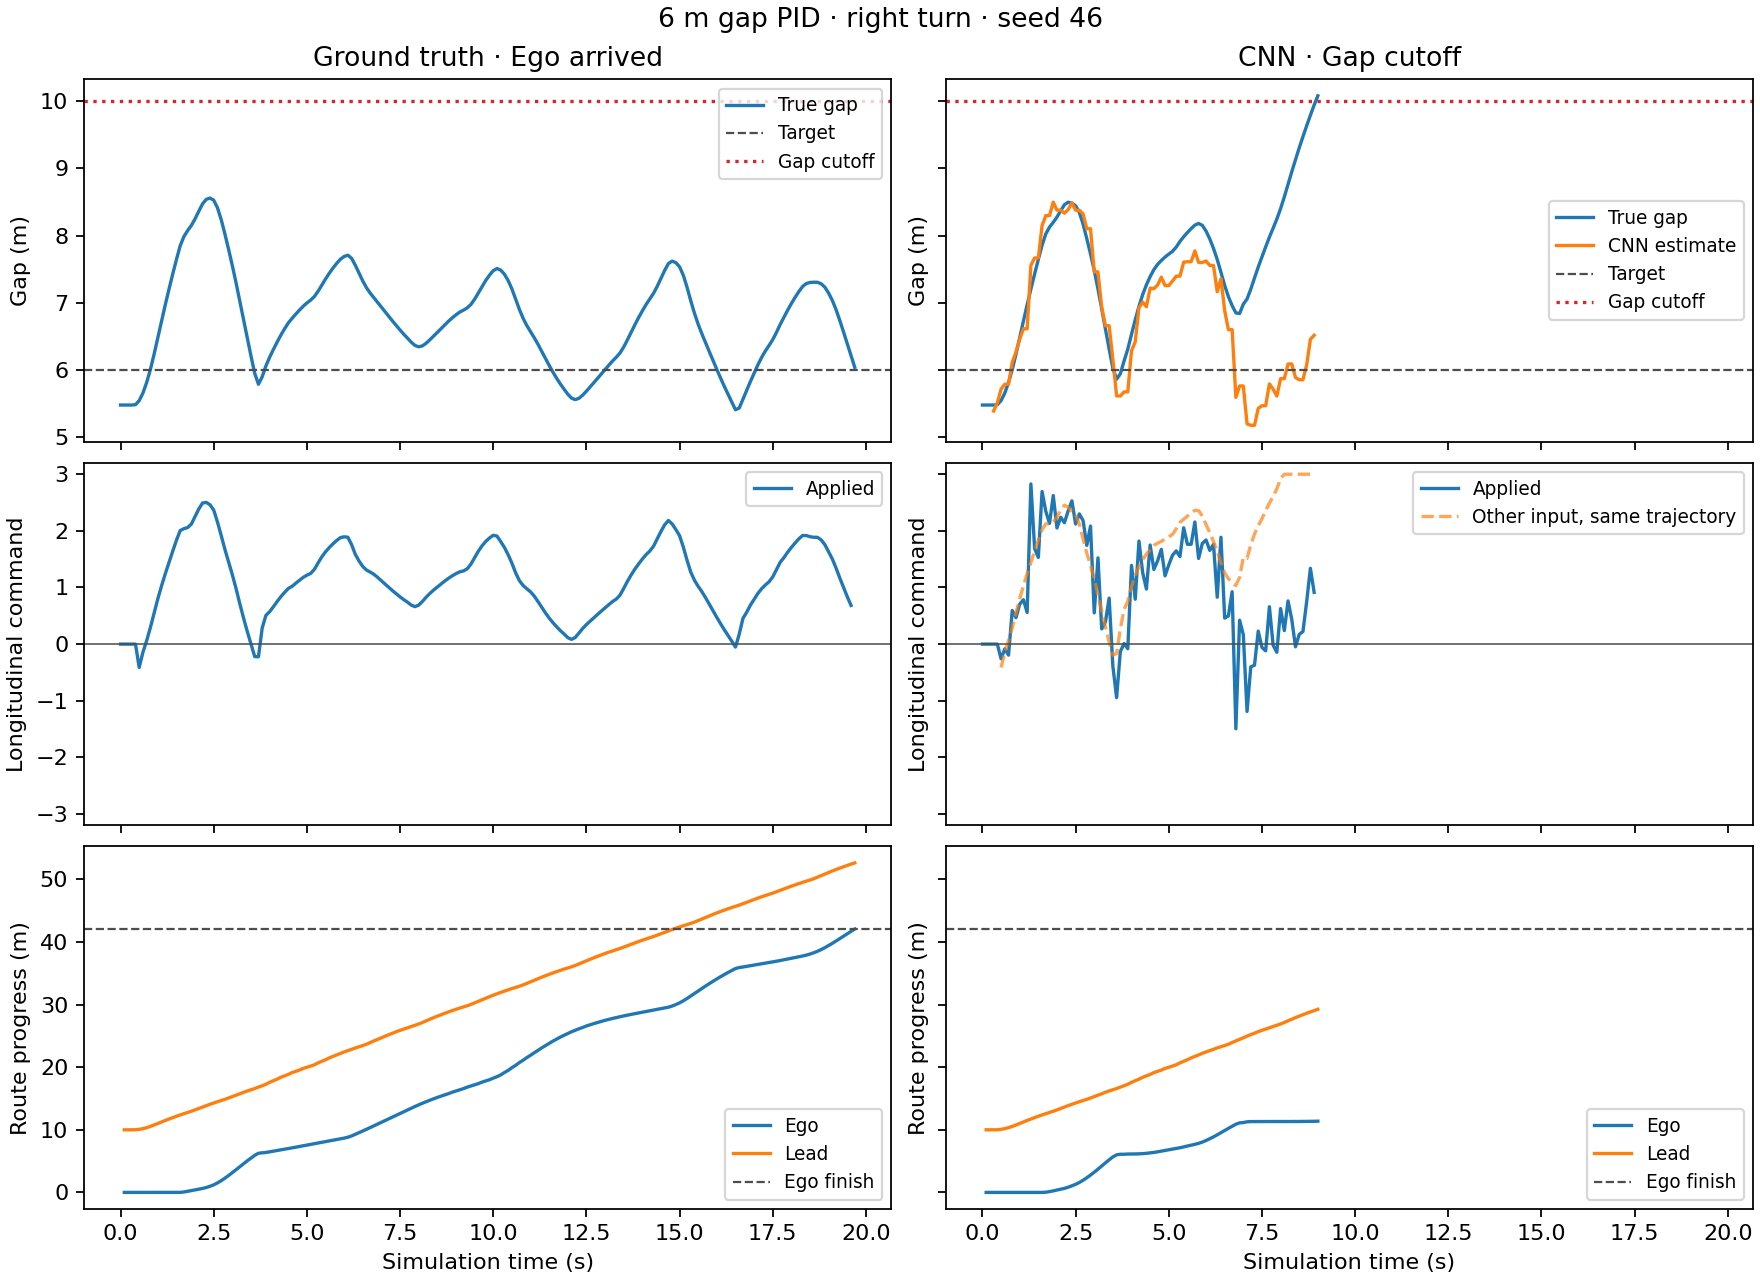 6 m gap PID · right turn · seed 46
Ground truth · Ego arrived
10
9
8
7
6
5
Gap (m)
True gap
Target
Gap cutoff
CNN · Gap cutoff
Gap (m)
True gap
CNN estimate
Target
Gap cutoff
3
2
1
0
−1
−2
−3
Longitudinal command
Applied
Longitudinal command
Applied
Other input, same trajectory
50
40
30
20
10
0
Route progress (m)
Ego
Lead
Ego finish
0.0 2.5 5.0 7.5 10.0 12.5 15.0 17.5 20.0
Simulation time (s)
Route progress (m)
Ego
Lead
Ego finish
0.0 2.5 5.0 7.5 10.0 12.5 15.0 17.5 20.0
Simulation time (s)